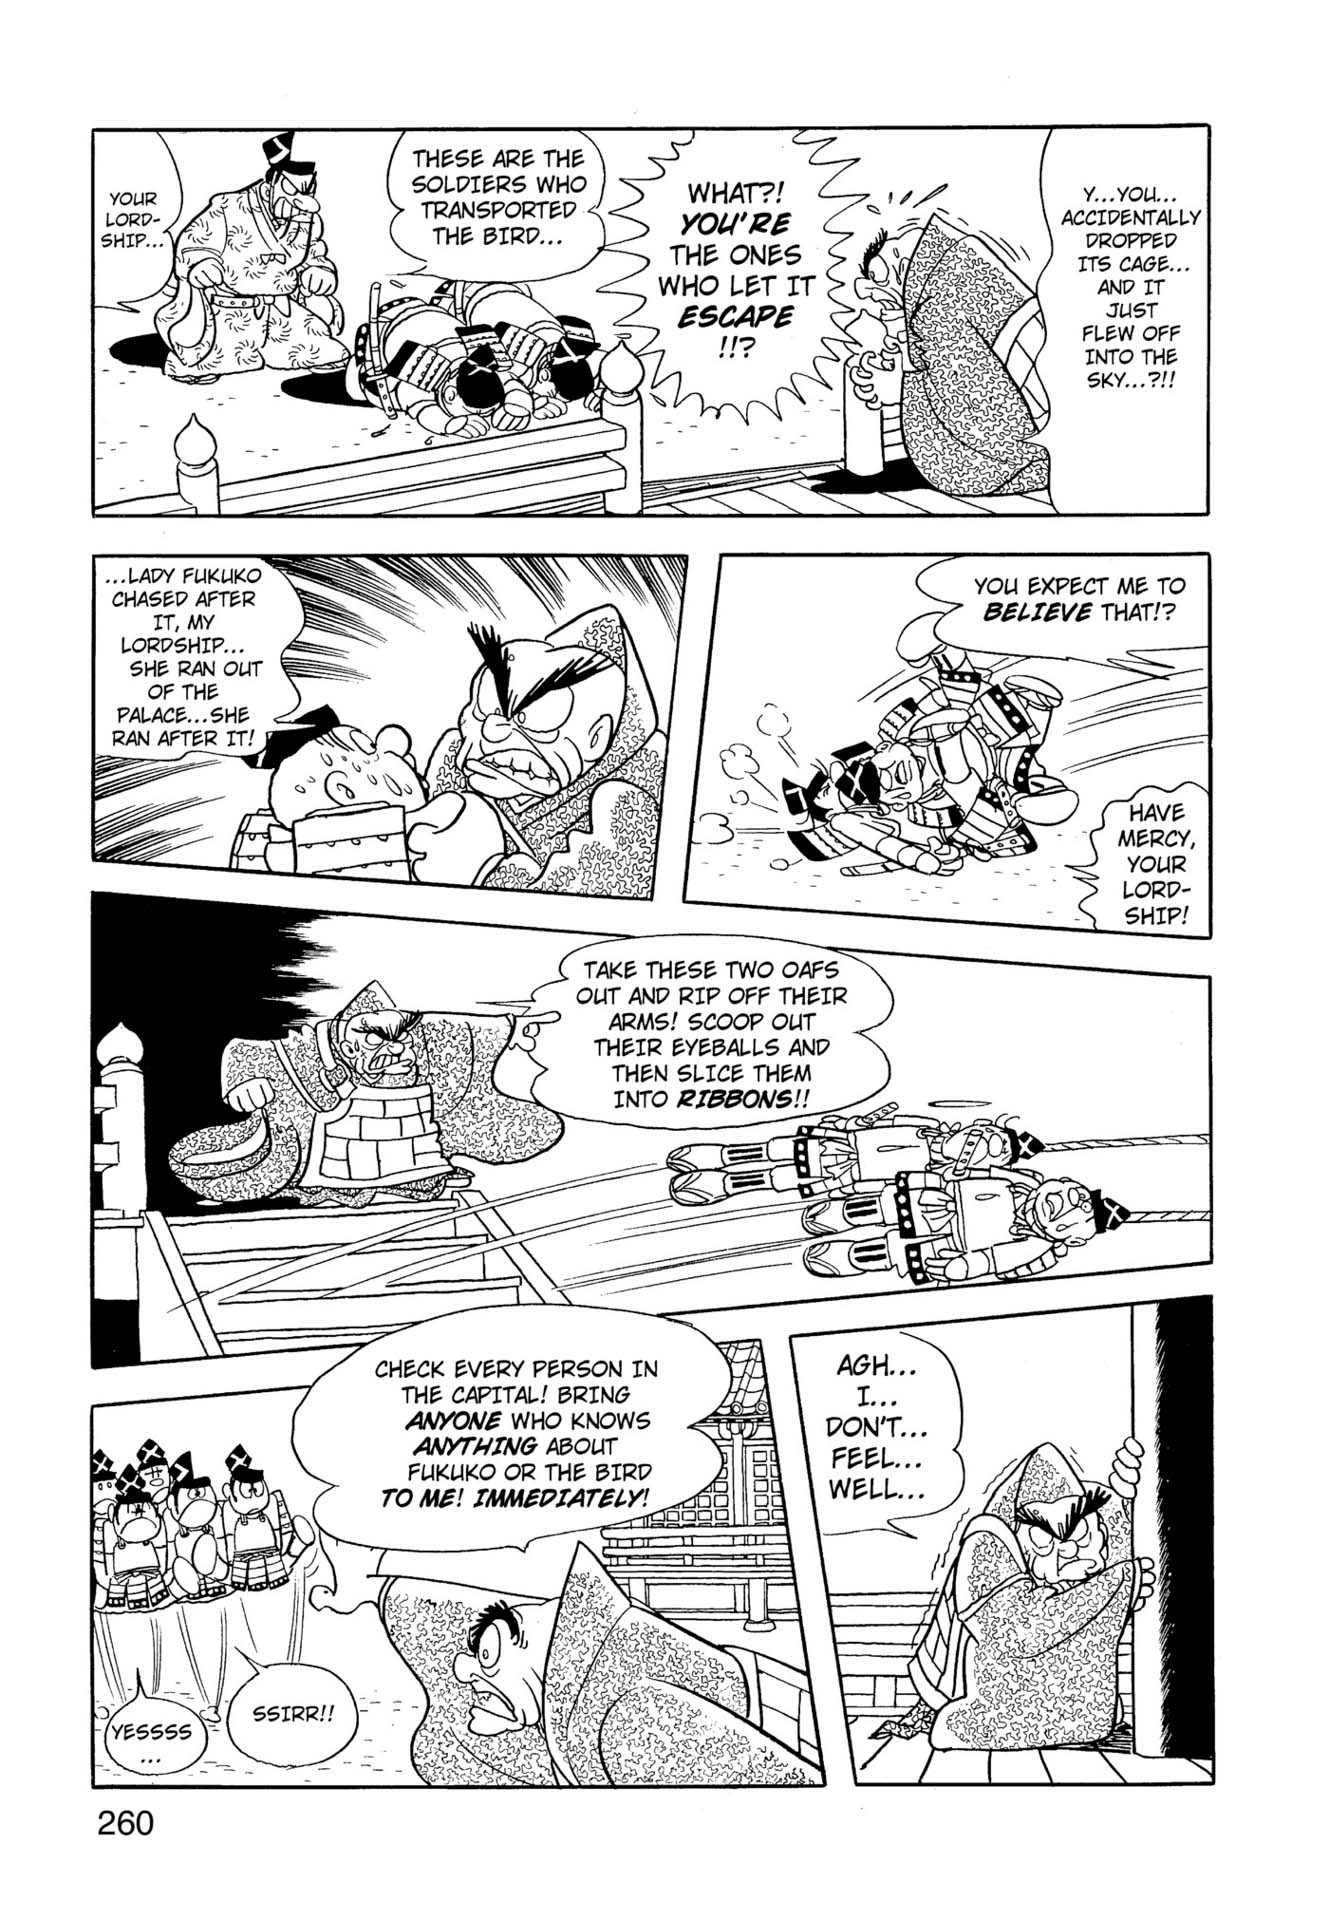 YOUR
LORD-
SHIP...
THESE ARE THE
SOLDIERS WHO
TRANSPORTED
THE BIRD...
WHAT?!
YOU'RE
THE ONES
WHO LET IT
ESCAPE
!!?
Y...YOU...
ACCIDENTALLY
DROPPED
ITS CAGE...
AND IT
JUST
FLEW OFF
INTO THE
SKY...?!!
...LADY FUKUKO
CHASED AFTER
IT, MY
LORDSHIP...
SHE RAN OUT
OF THE
PALACE...SHE
RAN AFTER IT!
YOU EXPECT ME TO
BELIEVE THAT!?
HAVE
MERCY,
YOUR
LORD-
SHIP!
TAKE THESE TWO OAFS
OUT AND RIP OFF THEIR
ARMS! SCOOP OUT
THEIR EYEBALLS AND
THEN SLICE THEM
INTO RIBBONS!!
CHECK EVERY PERSON IN
THE CAPITAL! BRING
ANYONE WHO KNOWS
ANYTHING ABOUT
FUKUKO OR THE BIRD
TO ME! IMMEDIATELY!
YESSSS
...
SSIRR!!
AGH...
I...
DON'T...
FEEL...
WELL...
260